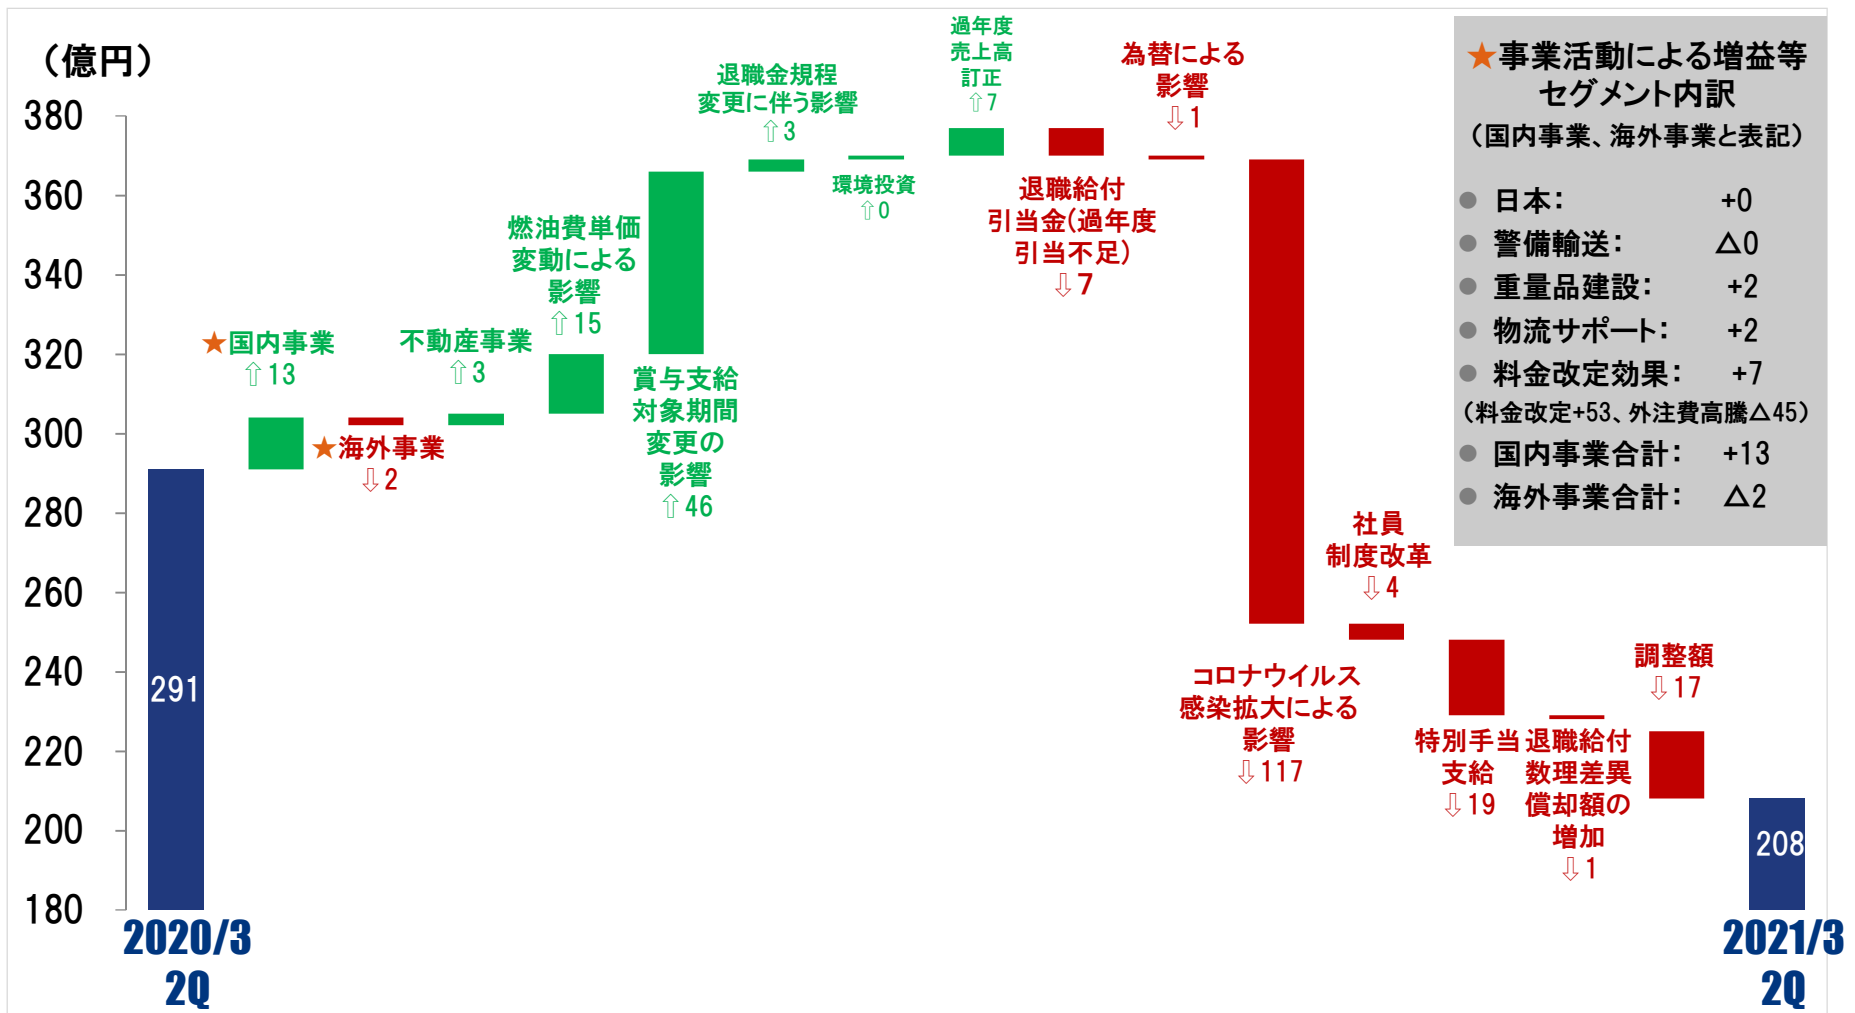 （億円）
380
360
340
320
300
280
260
240
220
200
180
291
2020/3
2Q
★国内事業
⇧13
★海外事業
⇩2
不動産事業
⇧3
燃油費単価
変動による
影響
⇧15
賞与支給
対象期間
変更の
影響
⇧46
退職金規程
変更に伴う影響
⇧3
環境投資
⇧0
過年度
売上高
訂正
⇧7
退職給付
引当金(過年度
引当不足）
⇩7
為替による
影響
⇩1
コロナウイルス
感染拡大による
影響
⇩117
社員
制度改革
⇩4
特別手当
支給
⇩19
退職給付
数理差異
償却額の
増加
⇩1
調整額
⇩17
208
2021/3
2Q
★事業活動による増益等
セグメント内訳
（国内事業、海外事業と表記）
● 日本： +0
● 警備輸送： △0
● 重量品建設： +2
● 物流サポート： +2
● 料金改定効果： +7
（料金改定+53、外注費高騰△45）
● 国内事業合計： +13
● 海外事業合計： △2